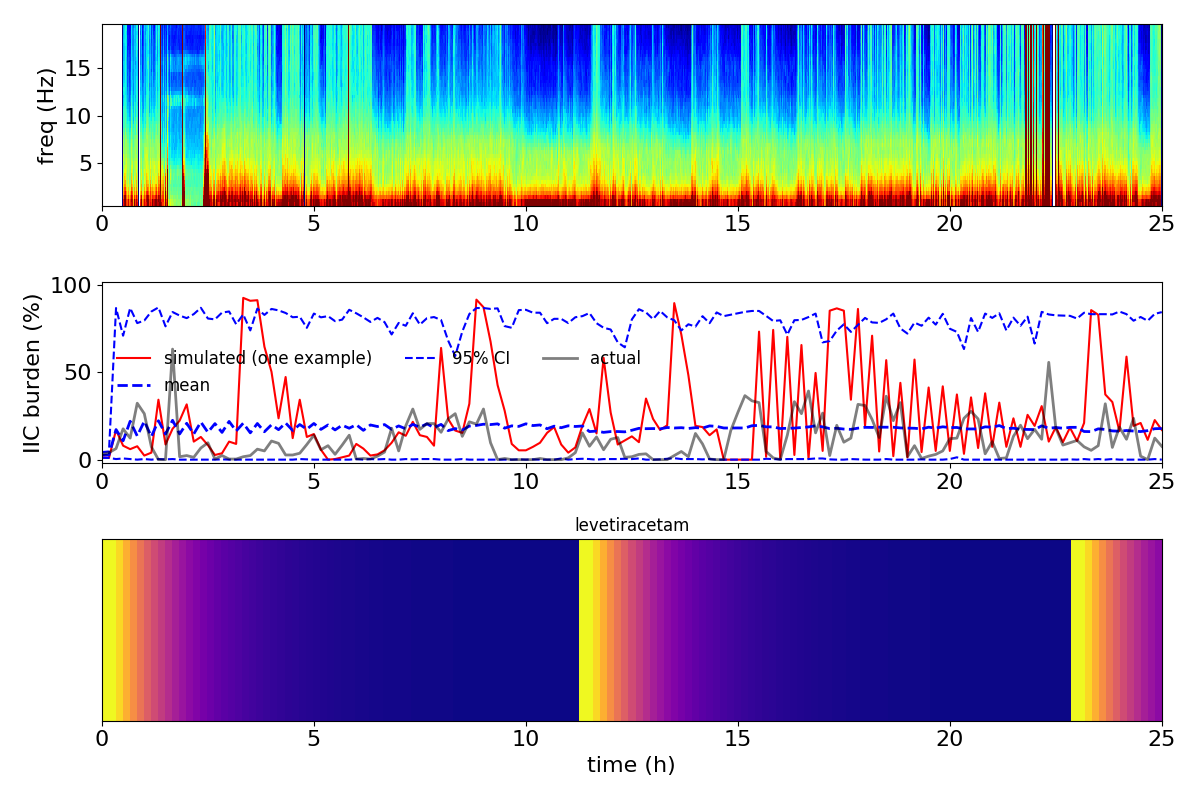 freq (Hz)
15
10
5
0 5 10 15 20 25
IIC burden (%)
100
50
0
simulated (one example) 95% CI actual
mean
0 5 10 15 20 25
levetiracetam
0 5 10 15 20 25
time (h)